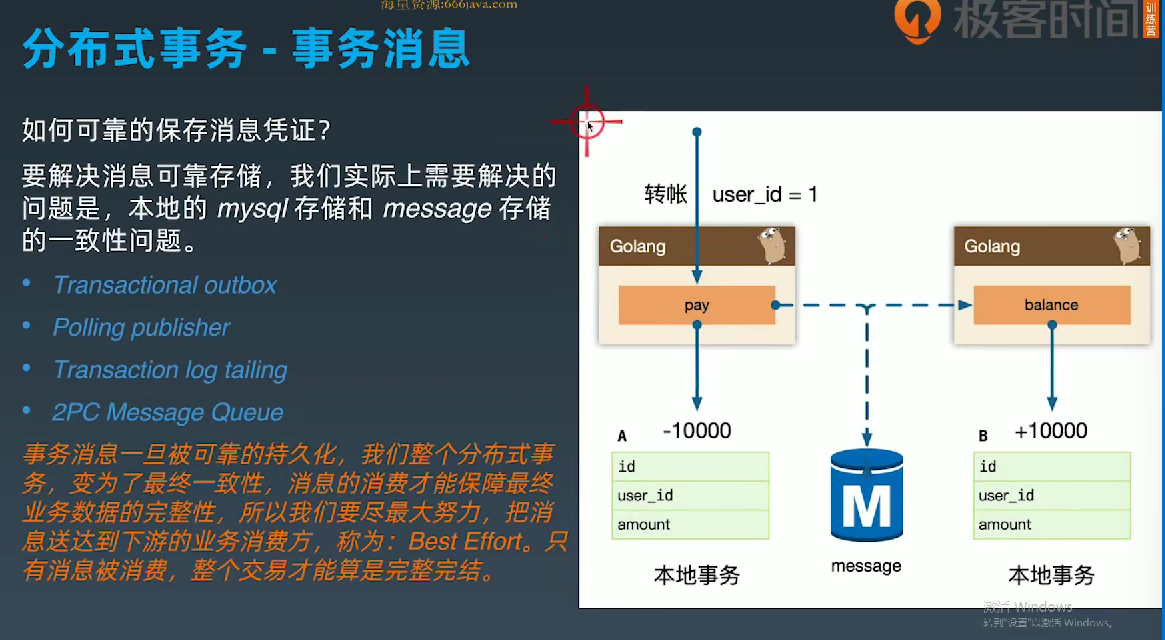 海量资源:666java.com
极客时间
训练营
分布式事务 - 事务消息
如何可靠的保存消息凭证？
要解决消息可靠存储，我们实际上需要解决的
问题是，本地的 mysql 存储和 message 存储
的一致性问题。
• Transactional outbox
• Polling publisher
• Transaction log tailing
• 2PC Message Queue
事务消息一旦被可靠的持久化，我们整个分布式事
务，变为了最终一致性，消息的消费才能保障最终
业务数据的完整性，所以我们要尽最大努力，把消
息送达到下游的业务消费方，称为：Best Effort。只
有消息被消费，整个交易才能算是完整完结。
转帐 user_id = 1
Golang
pay
Golang
balance
A -10000
id
user_id
amount
本地事务
M
message
B +10000
id
user_id
amount
本地事务
激活 Windows
转到"设置"以激活 Windows。